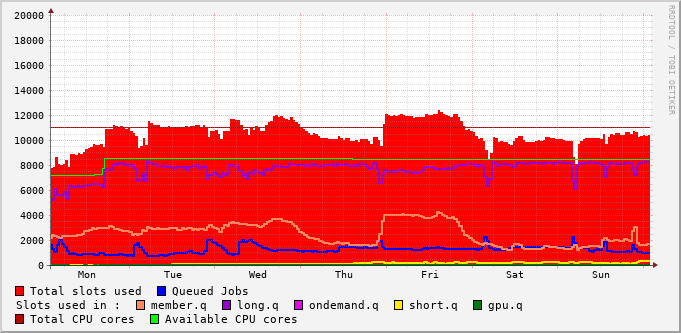 RRDTOOL / TOBI OETIKER
20000
18000
16000
14000
12000
10000
8000
6000
4000
2000
0
Mon Tue Wed Thu Fri Sat Sun
Total slots used Queued Jobs
Slots used in : member.q long.q ondemand.q short.q gpu.q
Total CPU cores Available CPU cores